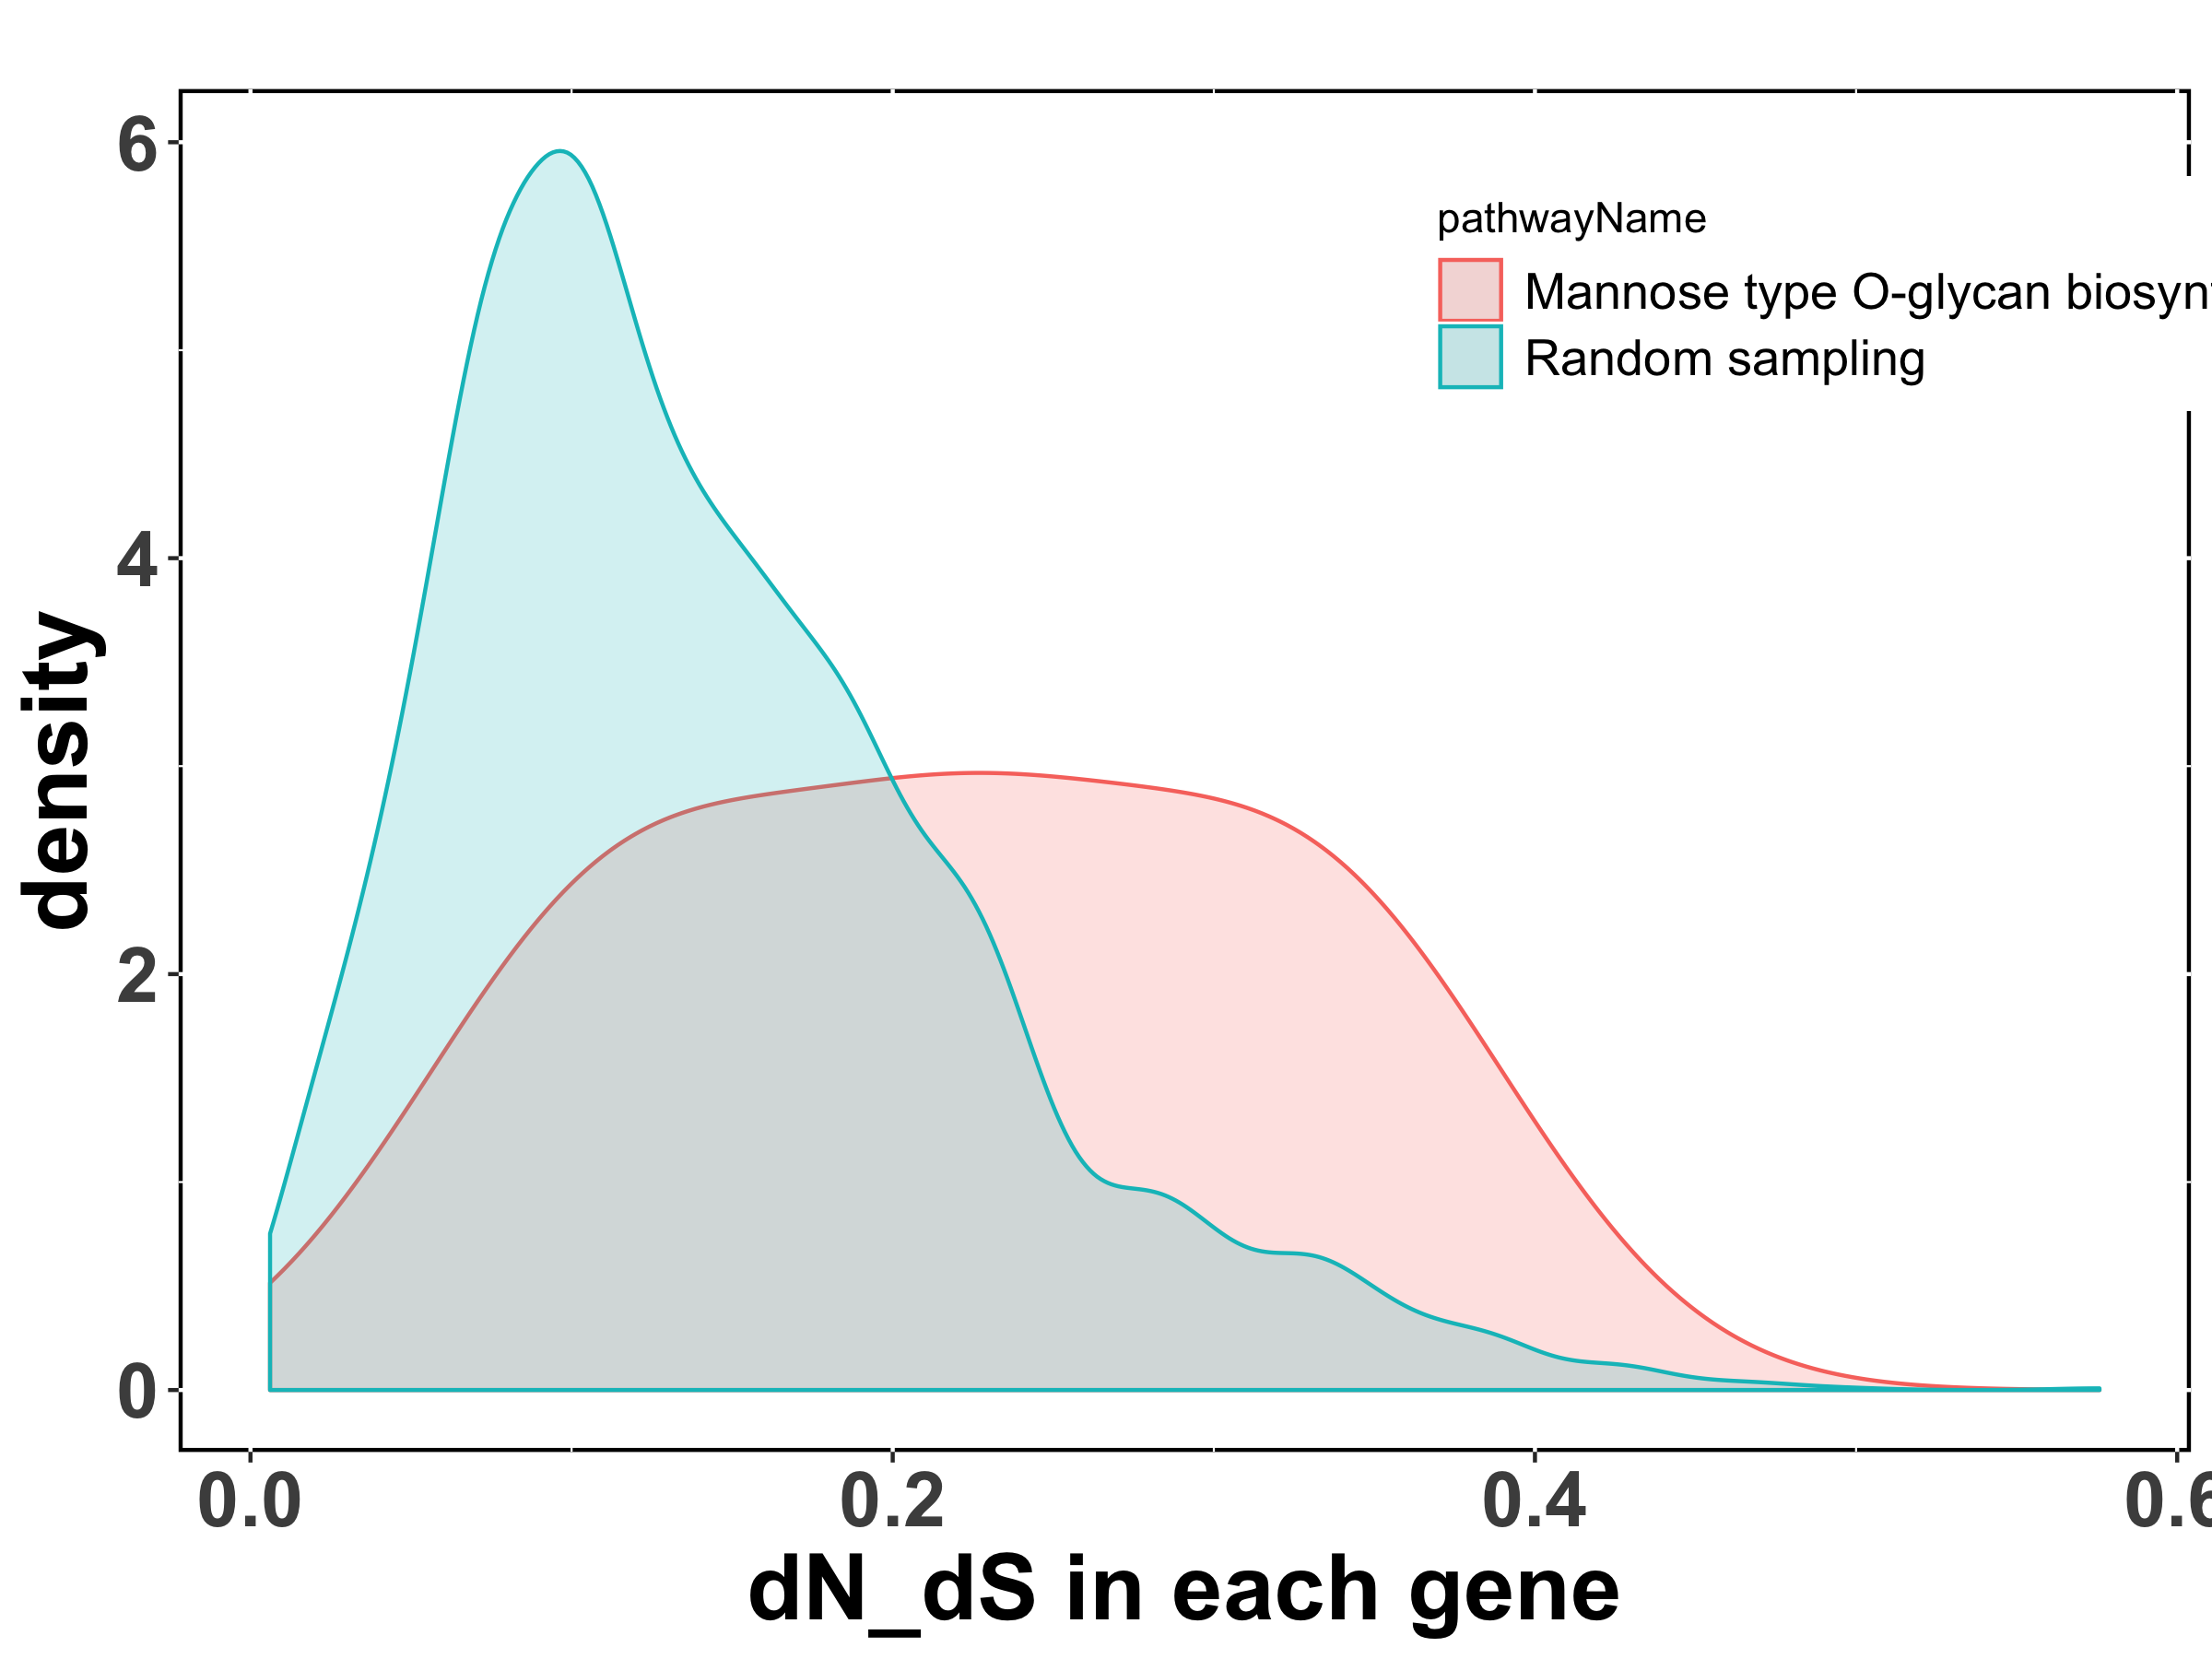 6
4
2
0
density
pathwayName
Mannose type O-glycan biosyn
Random sampling
0.0
0.2
0.4
0.6
dN_dS in each gene